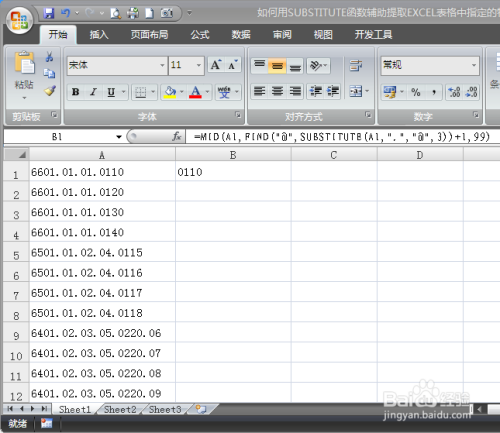 如何用SUBSTITUTE函数辅助提取EXCEL表格中指定的
开始 插入 页面布局 公式 数据 审阅 视图 开发工具
粘贴 宋体 11 A A 常规 条
B I U A % ,
剪贴板 字体 对齐方式 数字
B1 fx =MID(A1,FIND("@",SUBSTITUTE(A1,".","@",3))+1,99)
A B C D
1 6601.01.01.0110 0110
2 6601.01.01.0120
3 6601.01.01.0130
4 6601.01.01.0140
5 6501.01.02.04.0115
6 6501.01.02.04.0116
7 6501.01.02.04.0117
8 6501.01.02.04.0118
9 6401.02.03.05.0220.06
10 6401.02.03.05.0220.07
11 6401.02.03.05.0220.08
12 6401.02.03.05.0220.09
Sheet1 Sheet2 Sheet3
就绪
Baidu 经验
jingyan.baidu.com